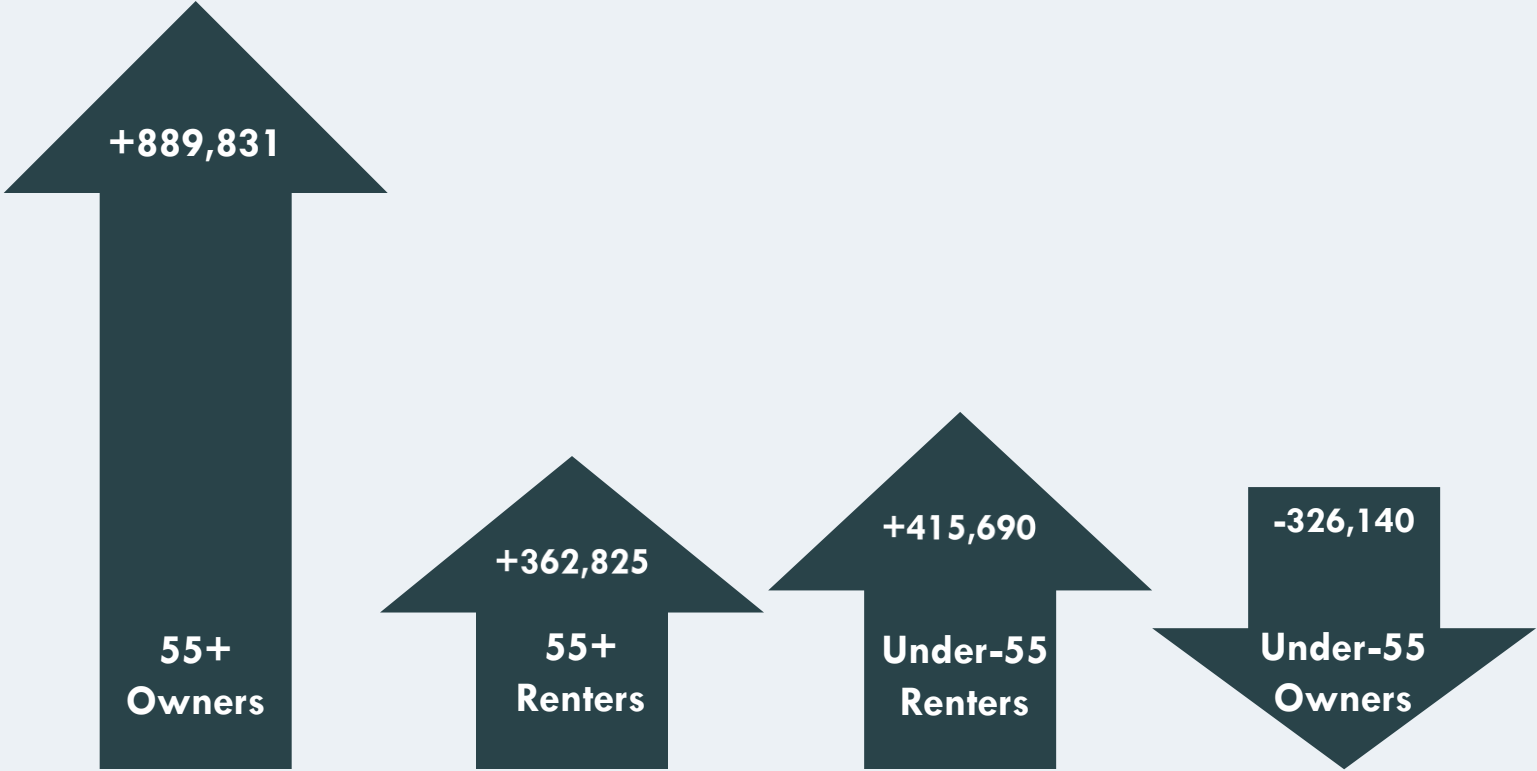 +889,831
55+
Owners
+362,825
55+
Renters
+415,690
Under-55
Renters
-326,140
Under-55
Owners